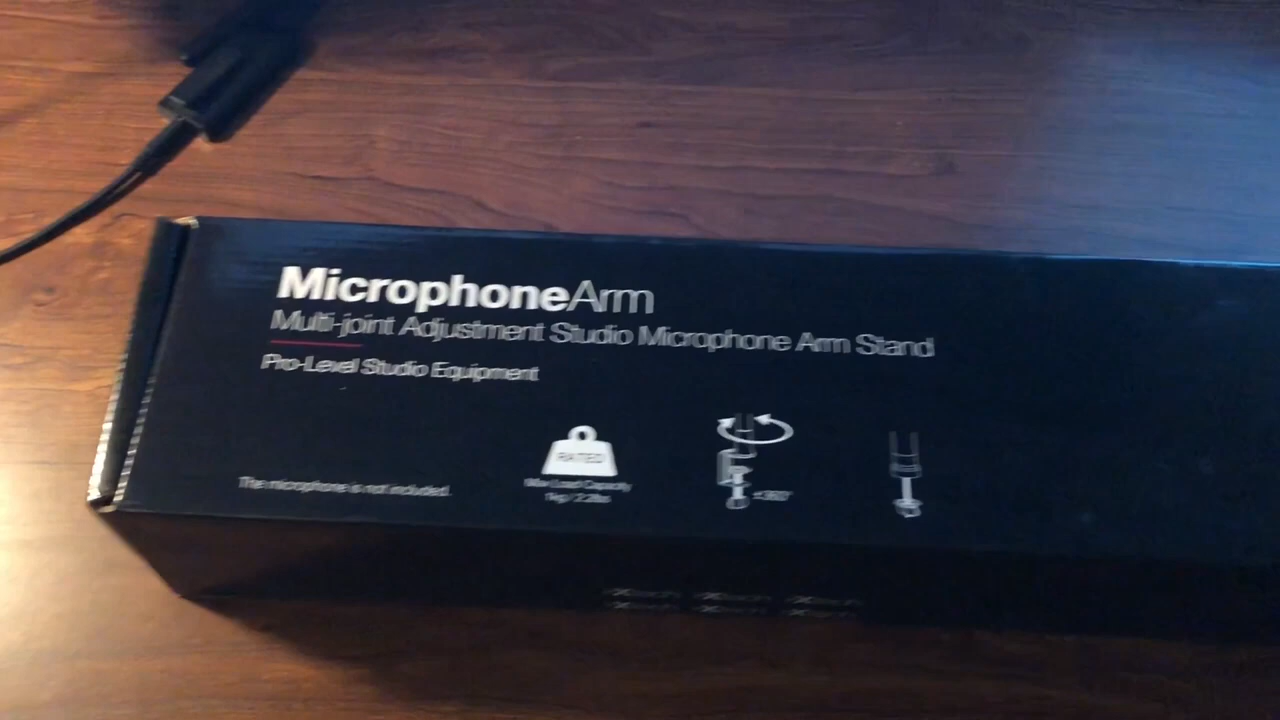 MicrophoneArm
Multi-joint Adjustment Studio Microphone Arm Stand
Pro-Level Studio Equipment
RATED
The microphone is not included.
Max Load Capacity
1kg / 2.2lbs
±360°